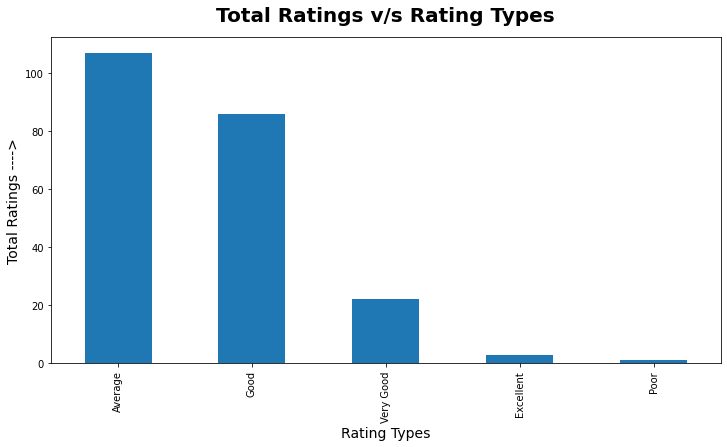 Total Ratings v/s Rating Types
Total Ratings ---->
100
80
60
40
20
0
Average
Good
Very Good
Excellent
Poor
Rating Types